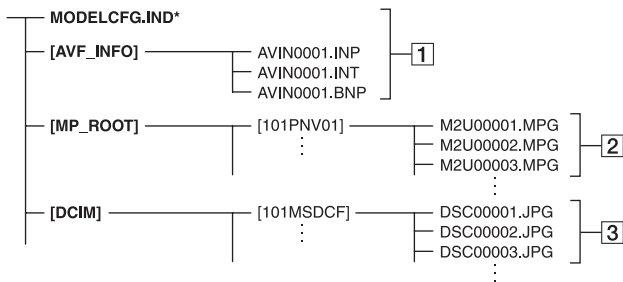 MODELCFG.IND*
[AVF_INFO] AVIN0001.INP
AVIN0001.INT
AVIN0001.BNP
1
[MP_ROOT] [101PNV01] M2U00001.MPG
M2U00002.MPG
M2U00003.MPG
2
[DCIM] [101MSDCF] DSC00001.JPG
DSC00002.JPG
DSC00003.JPG
3